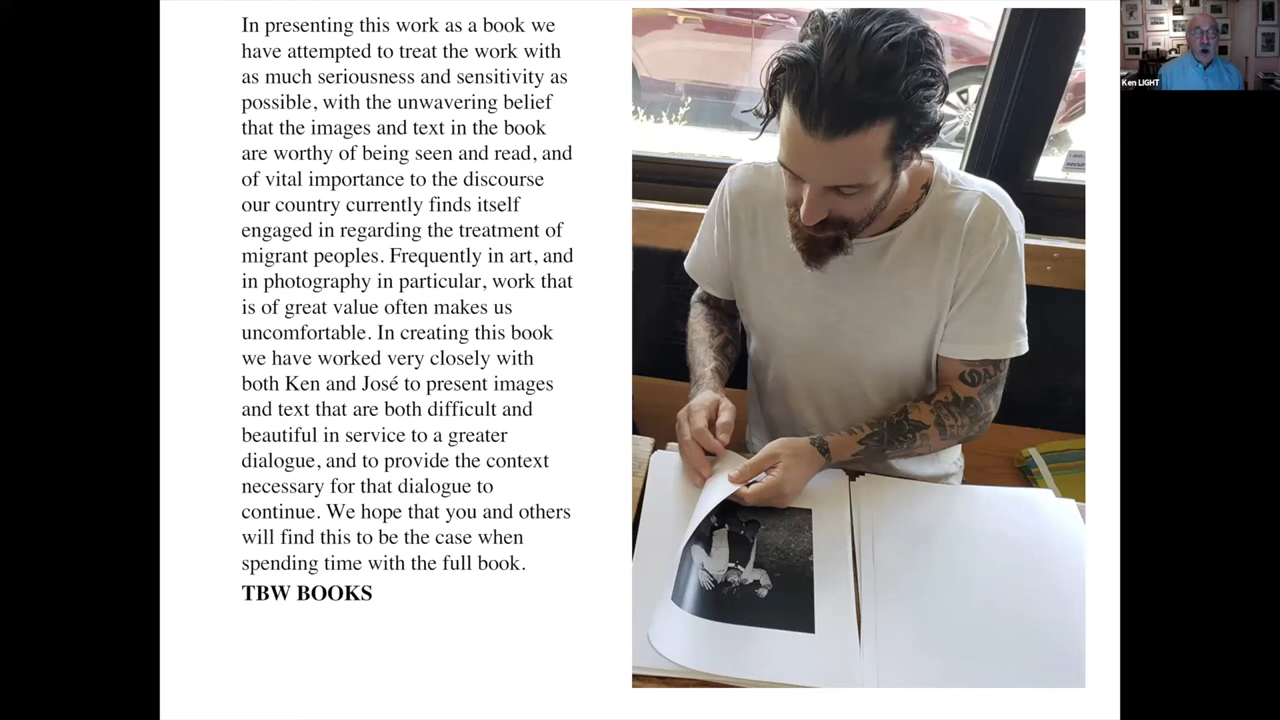 In presenting this work as a book we
have attempted to treat the work with
as much seriousness and sensitivity as
possible, with the unwavering belief
that the images and text in the book
are worthy of being seen and read, and
of vital importance to the discourse
our country currently finds itself
engaged in regarding the treatment of
migrant peoples. Frequently in art, and
in photography in particular, work that
is of great value often makes us
uncomfortable. In creating this book
we have worked very closely with
both Ken and José to present images
and text that are both difficult and
beautiful in service to a greater
dialogue, and to provide the context
necessary for that dialogue to
continue. We hope that you and others
will find this to be the case when
spending time with the full book.
TBW BOOKS
Ken LIGHT